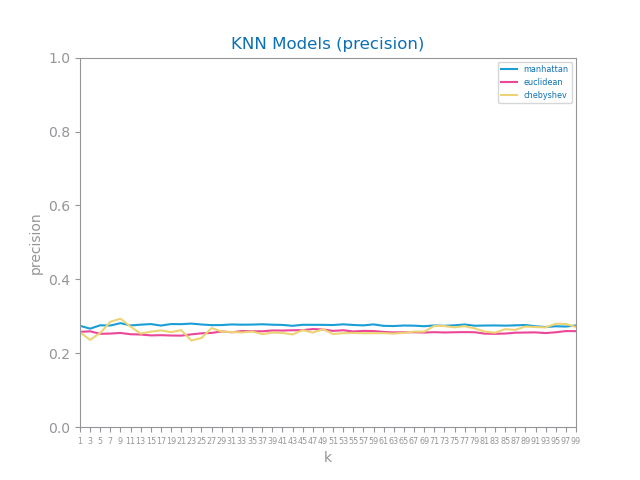 KNN Models (precision)
1.0
0.8
0.6
0.4
0.2
0.0
precision
manhattan
euclidean
chebyshev
1 3 5 7 9 11 13 15 17 19 21 23 25 27 29 31 33 35 37 39 41 43 45 47 49 51 53 55 57 59 61 63 65 67 69 71 73 75 77 79 81 83 85 87 89 91 93 95 97 99
k